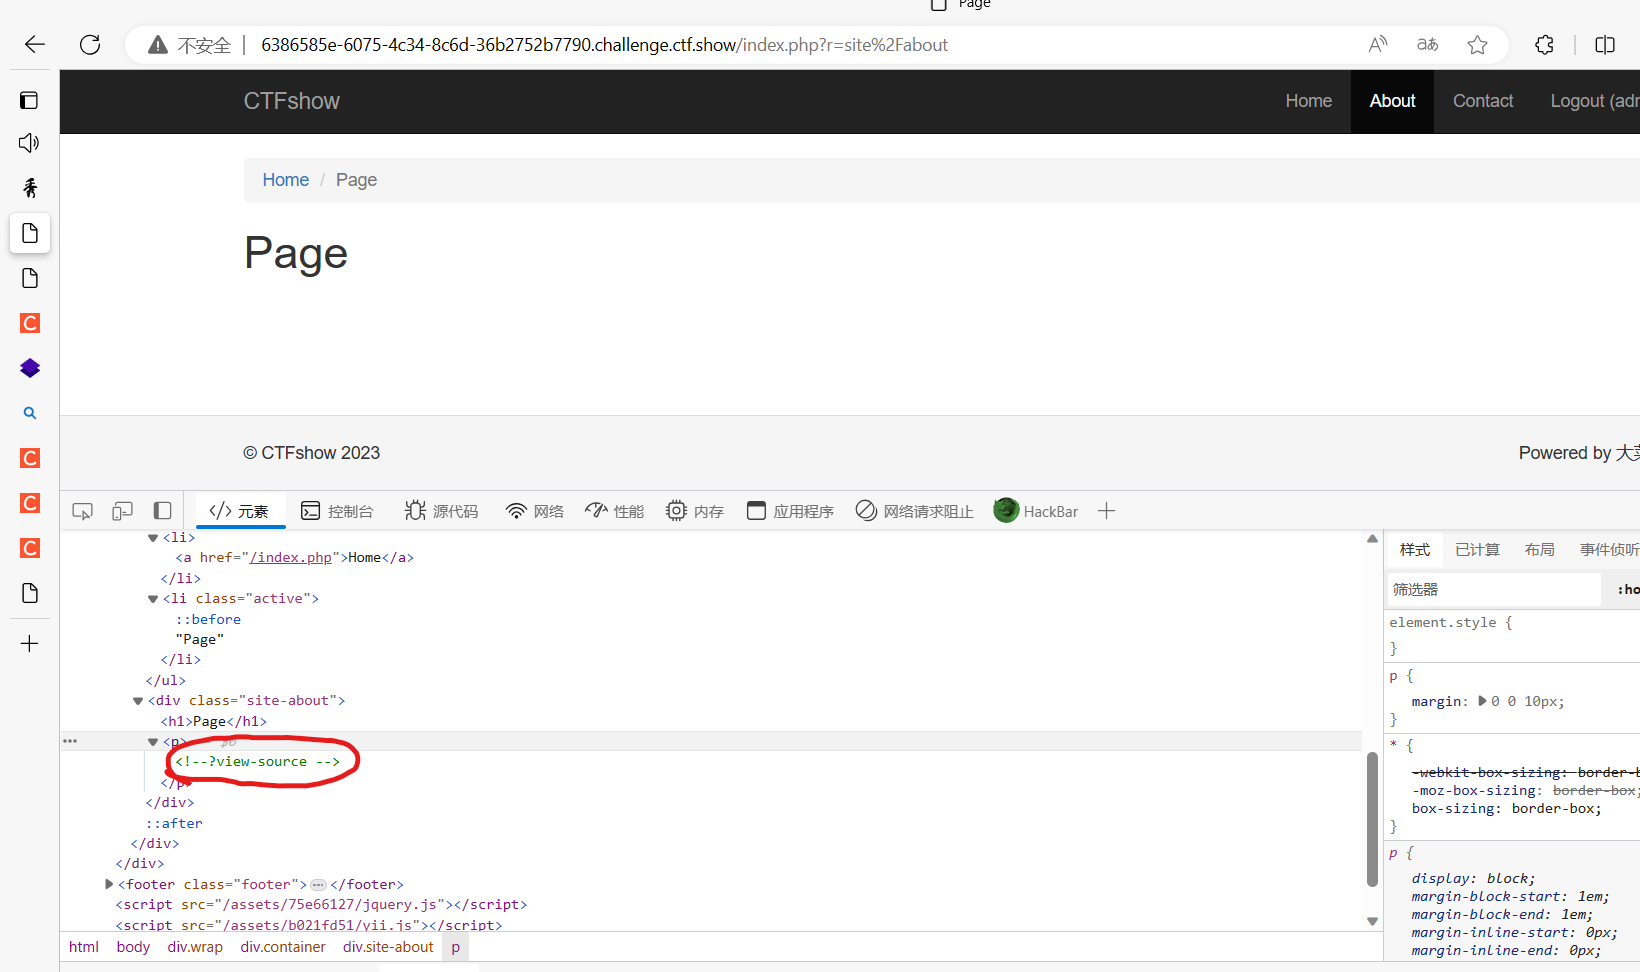 Page
不安全 | 6386585e-6075-4c34-8c6d-36b2752b7790.challenge.ctf.show/index.php?r=site%2Fabout
CTFshow
Home About Contact Logout (adr
Home / Page
Page
© CTFshow 2023
Powered by 大
元素 控制台 源代码 网络 性能 内存 应用程序 网络请求阻止 HackBar
<li>
<a href="/index.php">Home</a>
</li>
<li class="active">
::before
"Page"
</li>
</ul>
<div class="site-about">
<h1>Page</h1>
<p> == $0
<!--?view-source -->
</p>
</div>
::after
</div>
</div>
<footer class="footer"> … </footer>
<script src="/assets/75e66127/jquery.js"></script>
<script src="/assets/b021fd51/yii.js"></script>
html body div.wrap div.container div.site-about p
样式 已计算 布局 事件侦听
筛选器
:ho
element.style {
}
p {
margin: 0 0 10px;
}
* {
-webkit-box-sizing: border-b
-moz-box-sizing: border-box;
box-sizing: border-box;
}
p {
display: block;
margin-block-start: 1em;
margin-block-end: 1em;
margin-inline-start: 0px;
margin-inline-end: 0px;